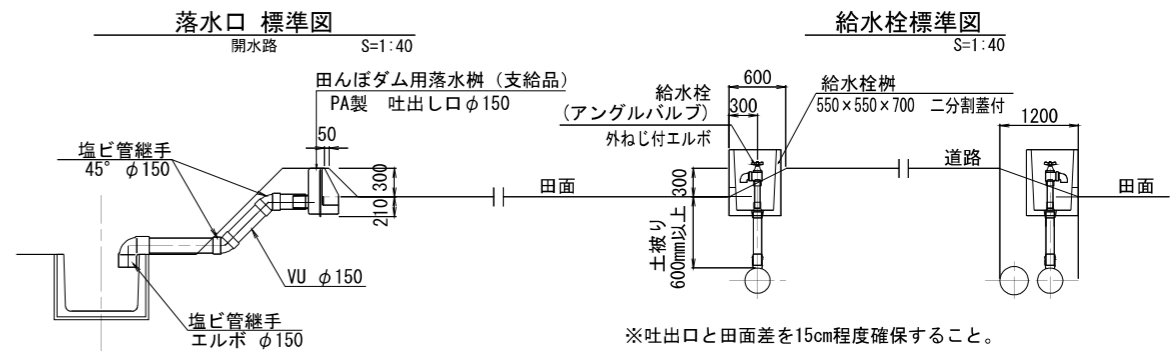 落水口 標準図
開水路 S=1:40
田んぼダム用落水桝（支給品）
PA製 吐出し口φ150
50
塩ビ管継手
45° φ150
300
210
田面
VU φ150
塩ビ管継手
エルボ φ150
給水栓標準図
S=1:40
600
300
給水栓
(アングルバルブ)
外ねじ付エルボ
給水栓桝
550×550×700 二分割蓋付
1200
道路
田面
300
土被り
600mm以上
※吐出口と田面差を15cm程度確保すること。